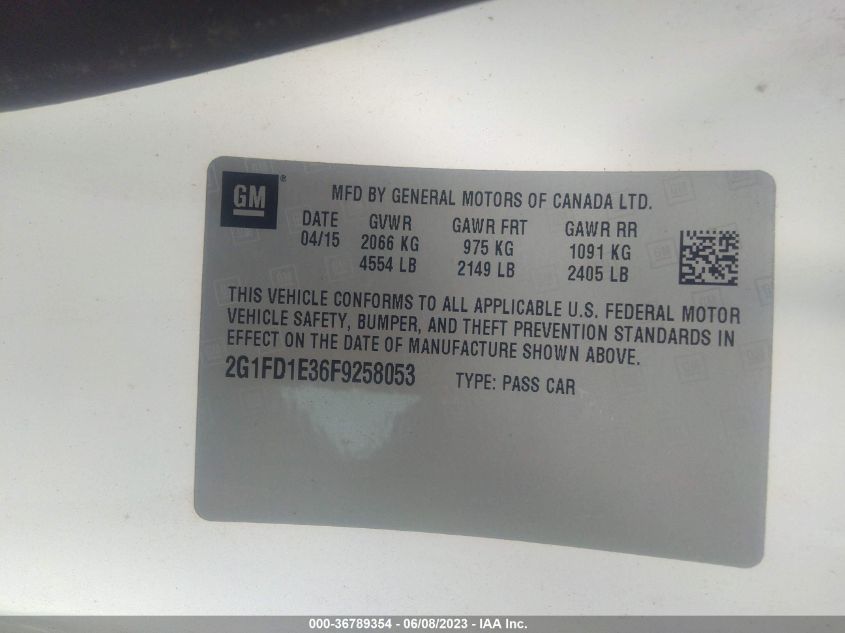 GM ®
MFD BY GENERAL MOTORS OF CANADA LTD.
DATE GVWR GAWR FRT GAWR RR
04/15 2066 KG 975 KG 1091 KG
4554 LB 2149 LB 2405 LB
THIS VEHICLE CONFORMS TO ALL APPLICABLE U.S. FEDERAL MOTOR
VEHICLE SAFETY, BUMPER, AND THEFT PREVENTION STANDARDS IN
EFFECT ON THE DATE OF MANUFACTURE SHOWN ABOVE.
2G1FD1E36F9258053 TYPE: PASS CAR
000-36789354 - 06/08/2023 - IAA Inc.